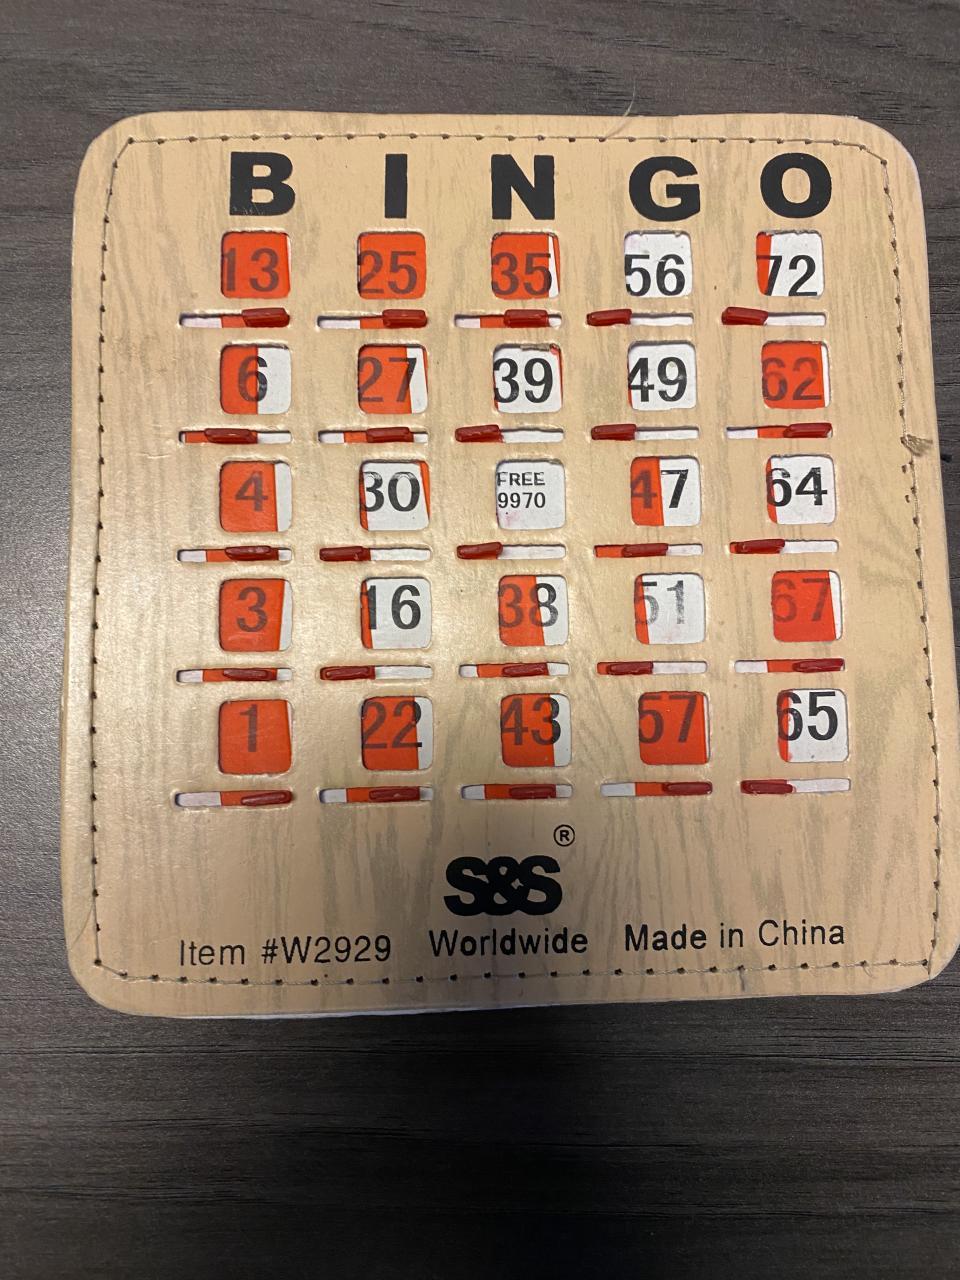 B I N G O
13 25 35 56 72
6 27 39 49 62
4 30 FREE 47 64
9970
3 16 38 51 67
1 22 43 57 65
®
S&S
Item #W2929 Worldwide Made in China